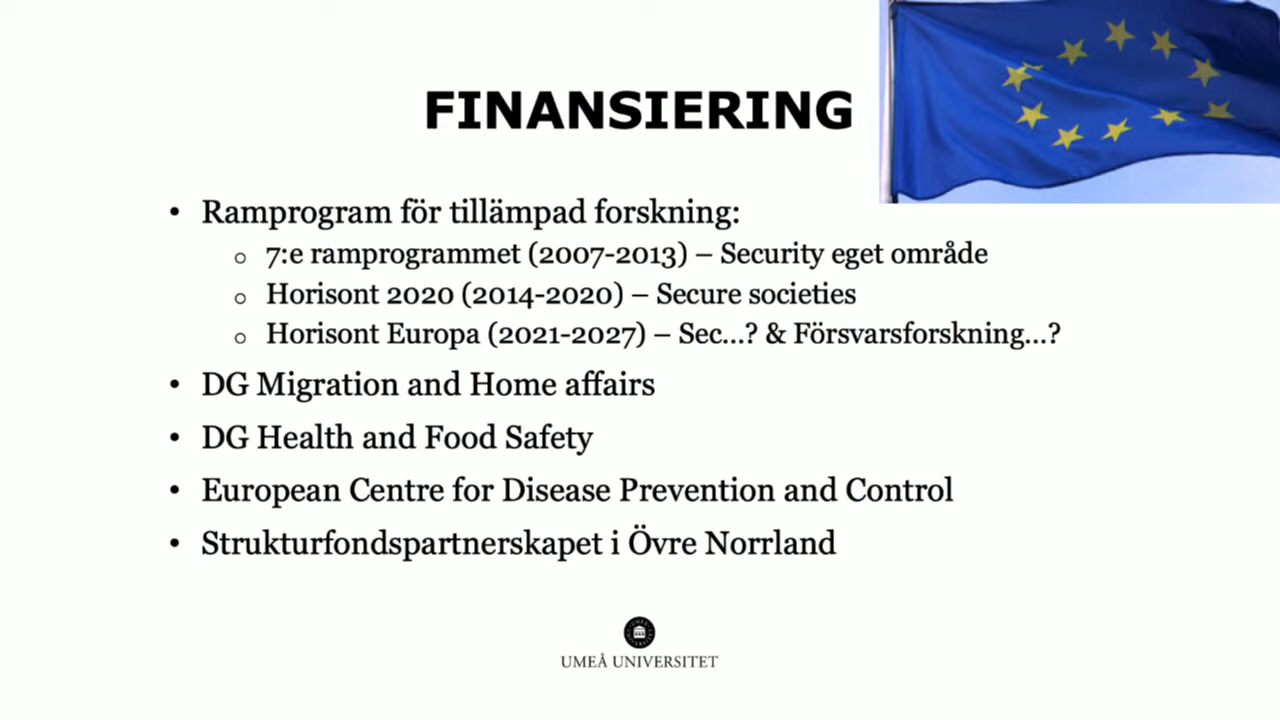 FINANSIERING
• Ramprogram för tillämpad forskning:
o 7:e ramprogrammet (2007-2013) – Security eget område
o Horisont 2020 (2014-2020) – Secure societies
o Horisont Europa (2021-2027) – Sec...? & Försvarsforskning...?
• DG Migration and Home affairs
• DG Health and Food Safety
• European Centre for Disease Prevention and Control
• Strukturfondspartnerskapet i Övre Norrland
UMEÅ UNIVERSITET